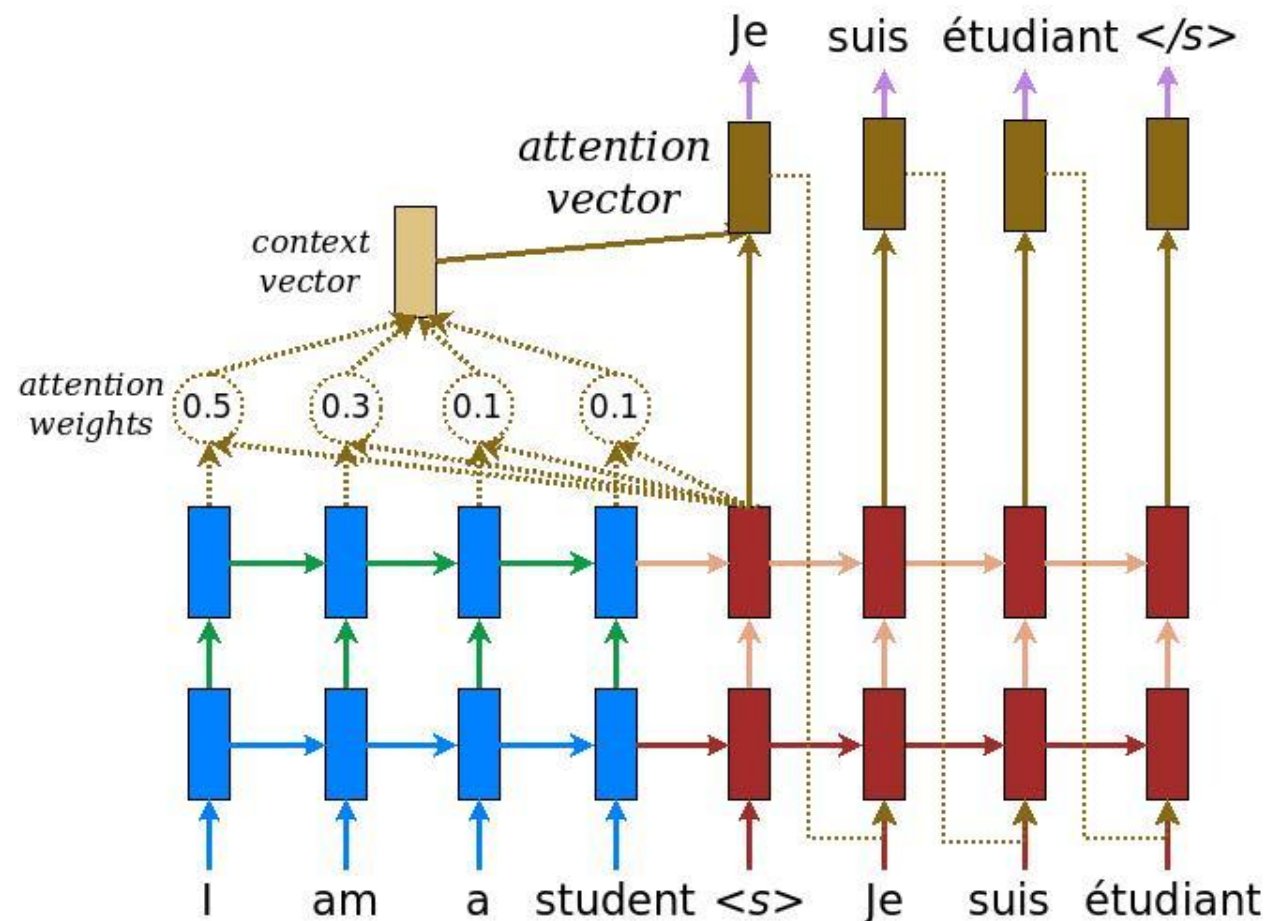 Je suis étudiant </s>
attention
vector
context
vector
attention
weights
0.5 0.3 0.1 0.1
I am a student <s> Je suis étudiant